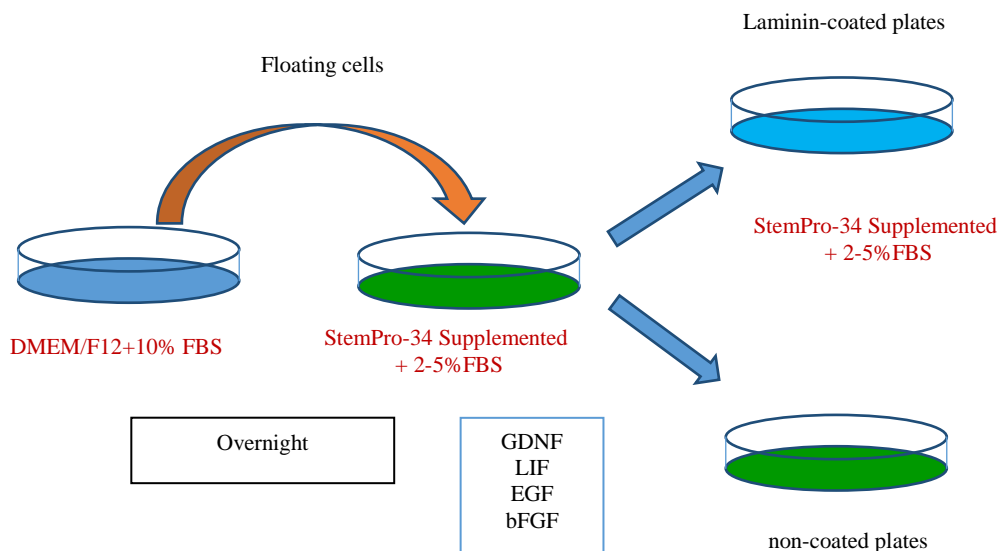 Laminin-coated plates
Floating cells
StemPro-34 Supplemented
+ 2-5%FBS
DMEM/F12+10% FBS
StemPro-34 Supplemented
+ 2-5%FBS
Overnight
GDNF
LIF
EGF
bFGF
non-coated plates